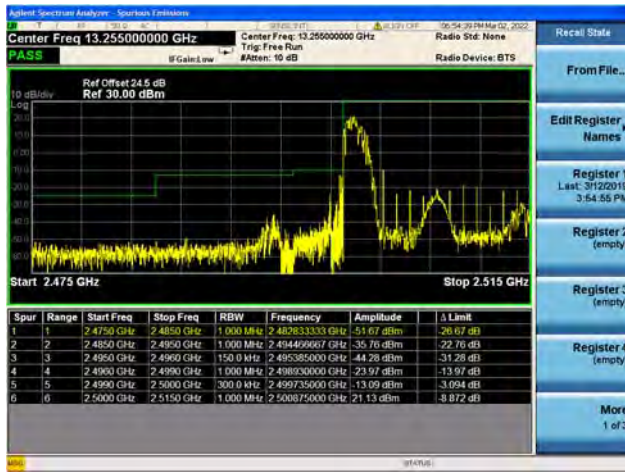 Agilent Spectrum Analyzer - Spurious Emissions
ALIGN OFF 06:54:39 PM Mar 02, 2022
Center Freq 13.255000000 GHz
Center Freq: 13.255000000 GHz
Radio Std: None
Trig: Free Run
PASS
IFGain:Low
#Atten: 10 dB
Radio Device: BTS
Ref Offset 24.5 dB
10 dB/div
Ref 30.00 dBm
Log
Start 2.475 GHz
Stop 2.515 GHz
Spur Range Start Freq Stop Freq RBW Frequency Amplitude Δ Limit
1 1 2.4750 GHz 2.4850 GHz 1.000 MHz 2.482833333 GHz -51.67 dBm -26.67 dB
2 2 2.4850 GHz 2.4950 GHz 1.000 MHz 2.494466667 GHz -35.76 dBm -22.76 dB
3 3 2.4950 GHz 2.4960 GHz 150.0 kHz 2.495385000 GHz -44.28 dBm -31.28 dB
4 4 2.4960 GHz 2.4990 GHz 1.000 MHz 2.498930000 GHz -23.97 dBm -13.97 dB
5 5 2.4990 GHz 2.5000 GHz 300.0 kHz 2.499735000 GHz -13.09 dBm -3.094 dB
6 6 2.5000 GHz 2.5150 GHz 1.000 MHz 2.500875000 GHz 21.13 dBm -8.872 dB
MSG
STATUS
Recall State
From File...
Edit Register
Names
Register 1
Last: 3/12/2019
3:54:55 PM
Register 2
(empty)
Register 3
(empty)
Register 4
(empty)
More
1 of 3